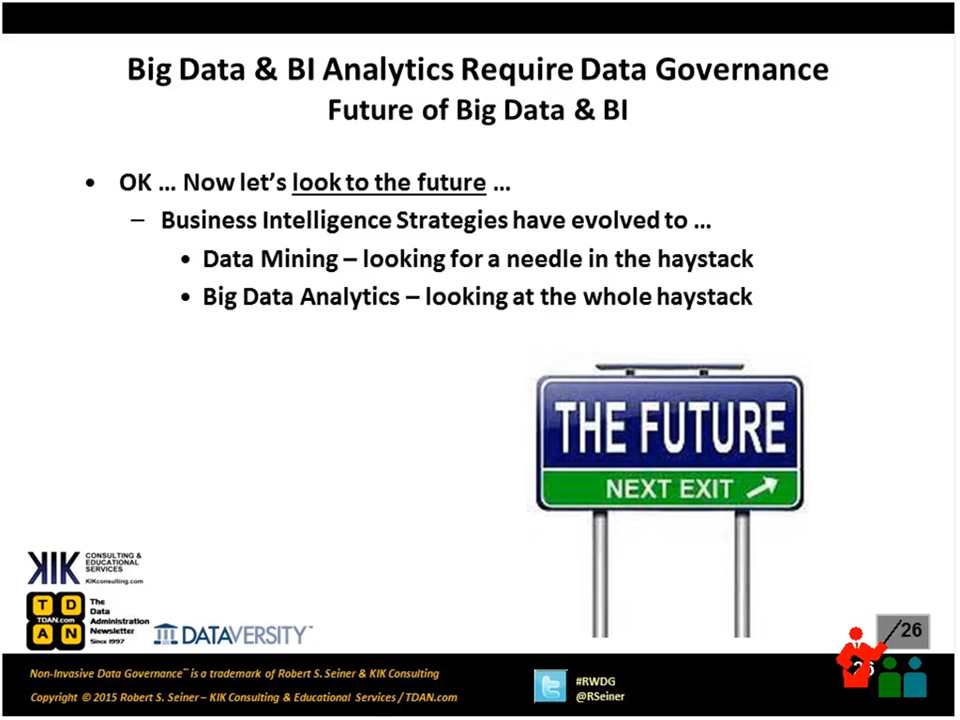 Big Data & BI Analytics Require Data Governance
Future of Big Data & BI
• OK … Now let’s look to the future …
– Business Intelligence Strategies have evolved to …
• Data Mining – looking for a needle in the haystack
• Big Data Analytics – looking at the whole haystack
THE FUTURE
NEXT EXIT
KIK CONSULTING & EDUCATIONAL SERVICES
KIKconsulting.com
T D
TDAN.com
A N
The
Data
Administration
Newsletter
Since 1997
DATAVERSITY™
/26
Non-Invasive Data Governance™ is a trademark of Robert S. Seiner & KIK Consulting
Copyright © 2015 Robert S. Seiner – KIK Consulting & Educational Services / TDAN.com
#RWDG
@RSeiner